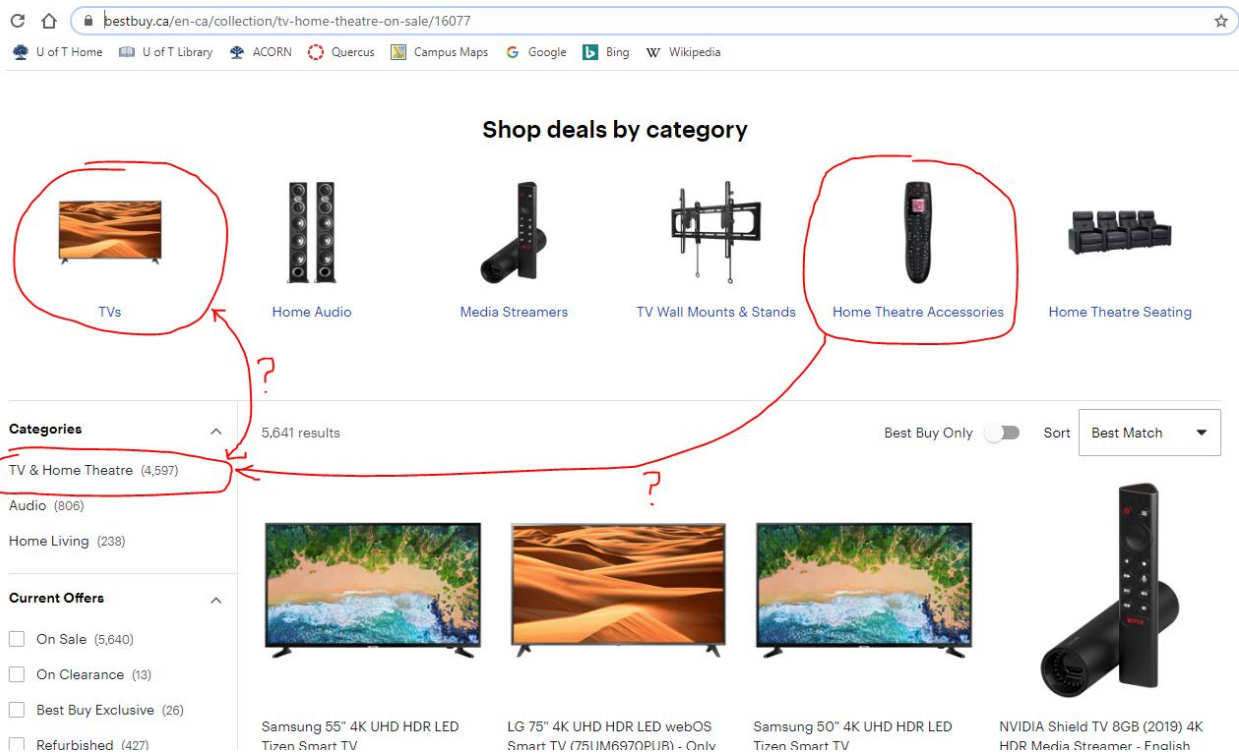 bestbuy.ca/en-ca/collection/tv-home-theatre-on-sale/16077
U of T Home U of T Library ACORN Quercus Campus Maps Google Bing W Wikipedia
Shop deals by category
TVs Home Audio Media Streamers TV Wall Mounts & Stands Home Theatre Accessories Home Theatre Seating
?
Categories 5,641 results Best Buy Only Sort Best Match
TV & Home Theatre (4,597)
?
Audio (806)
Home Living (238)
Current Offers
On Sale (5,640)
On Clearance (13)
Best Buy Exclusive (26)
Samsung 55" 4K UHD HDR LED LG 75" 4K UHD HDR LED webOS Samsung 50" 4K UHD HDR LED NVIDIA Shield TV 8GB (2019) 4K
Refurbished (427) Tizen Smart TV Smart TV (75UM6970PUB) - Only Tizen Smart TV HDR Media Streamer - English